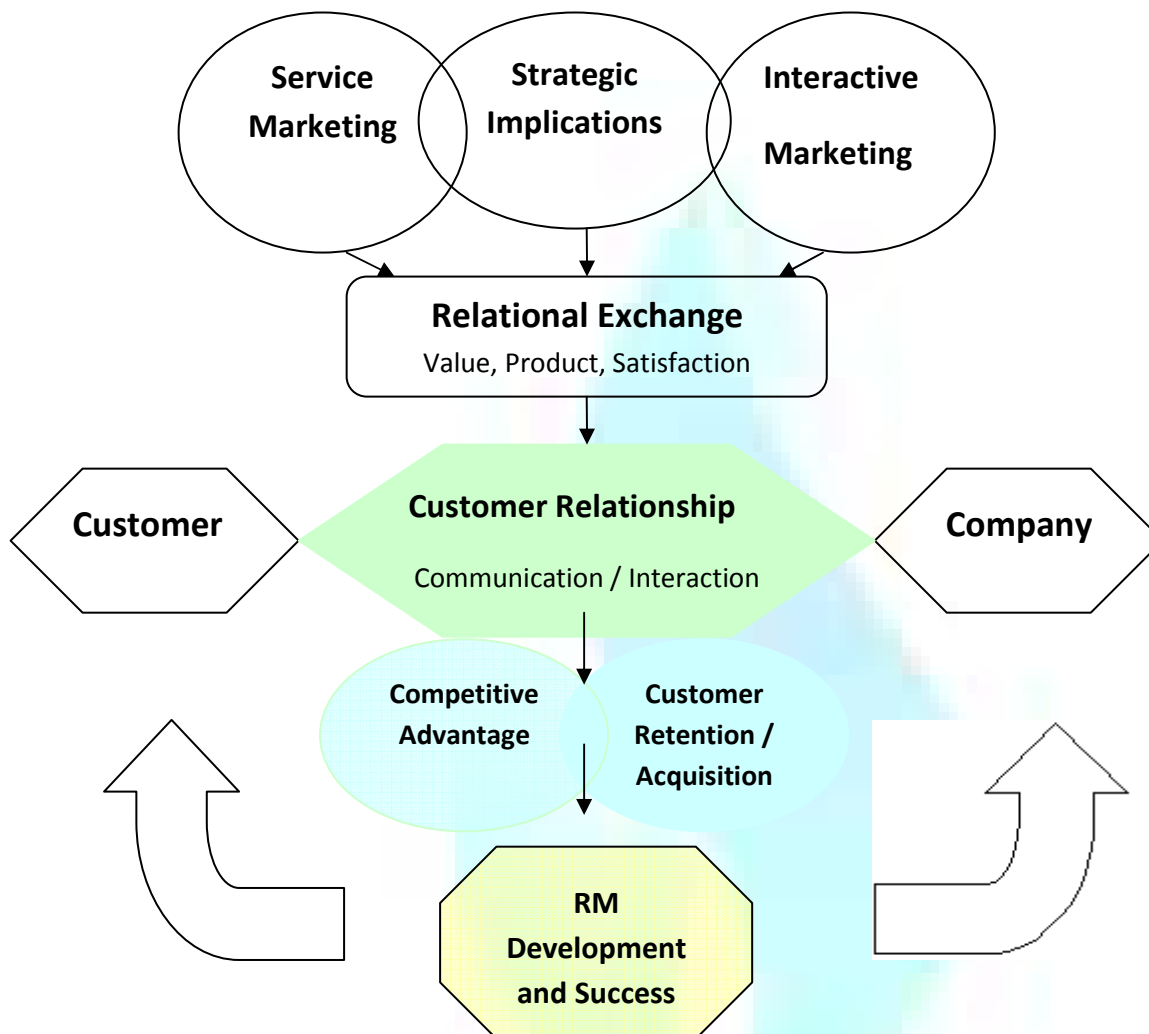 Service
Marketing
Strategic
Implications
Interactive
Marketing
Relational Exchange
Value, Product, Satisfaction
Customer
Customer Relationship
Communication / Interaction
Company
Competitive
Advantage
Customer
Retention /
Acquisition
RM
Development
and Success